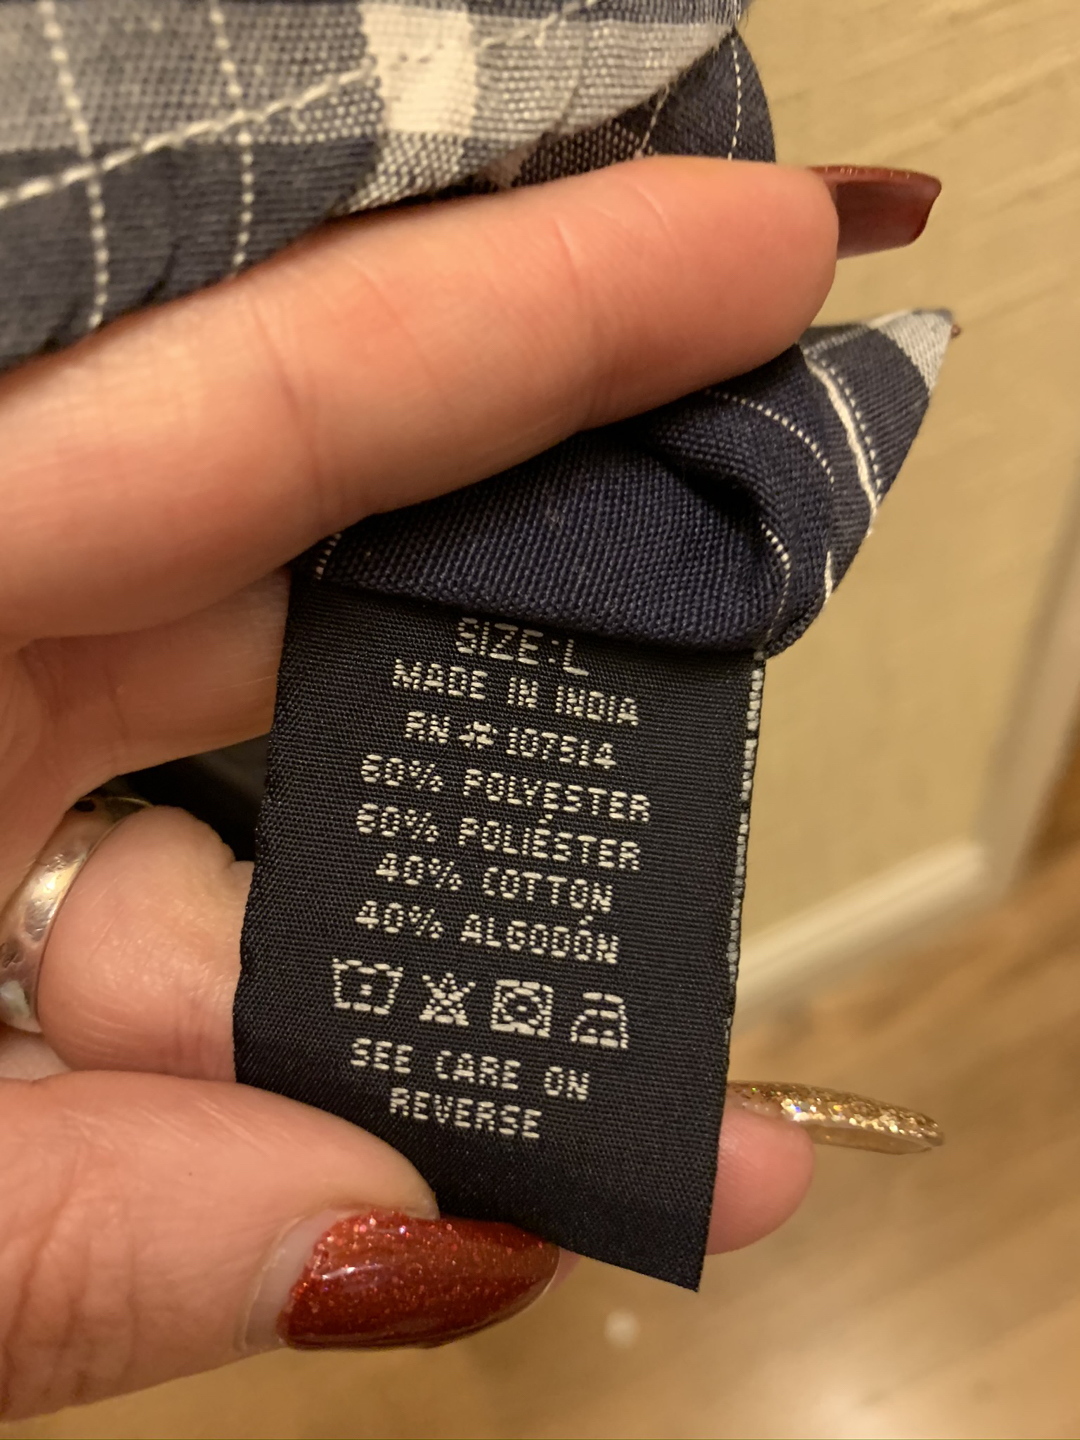 SIZE:L
MADE IN INDIA
RN # 107514
60% POLYESTER
60% POLIÉSTER
40% COTTON
40% ALGODÓN
SEE CARE ON
REVERSE